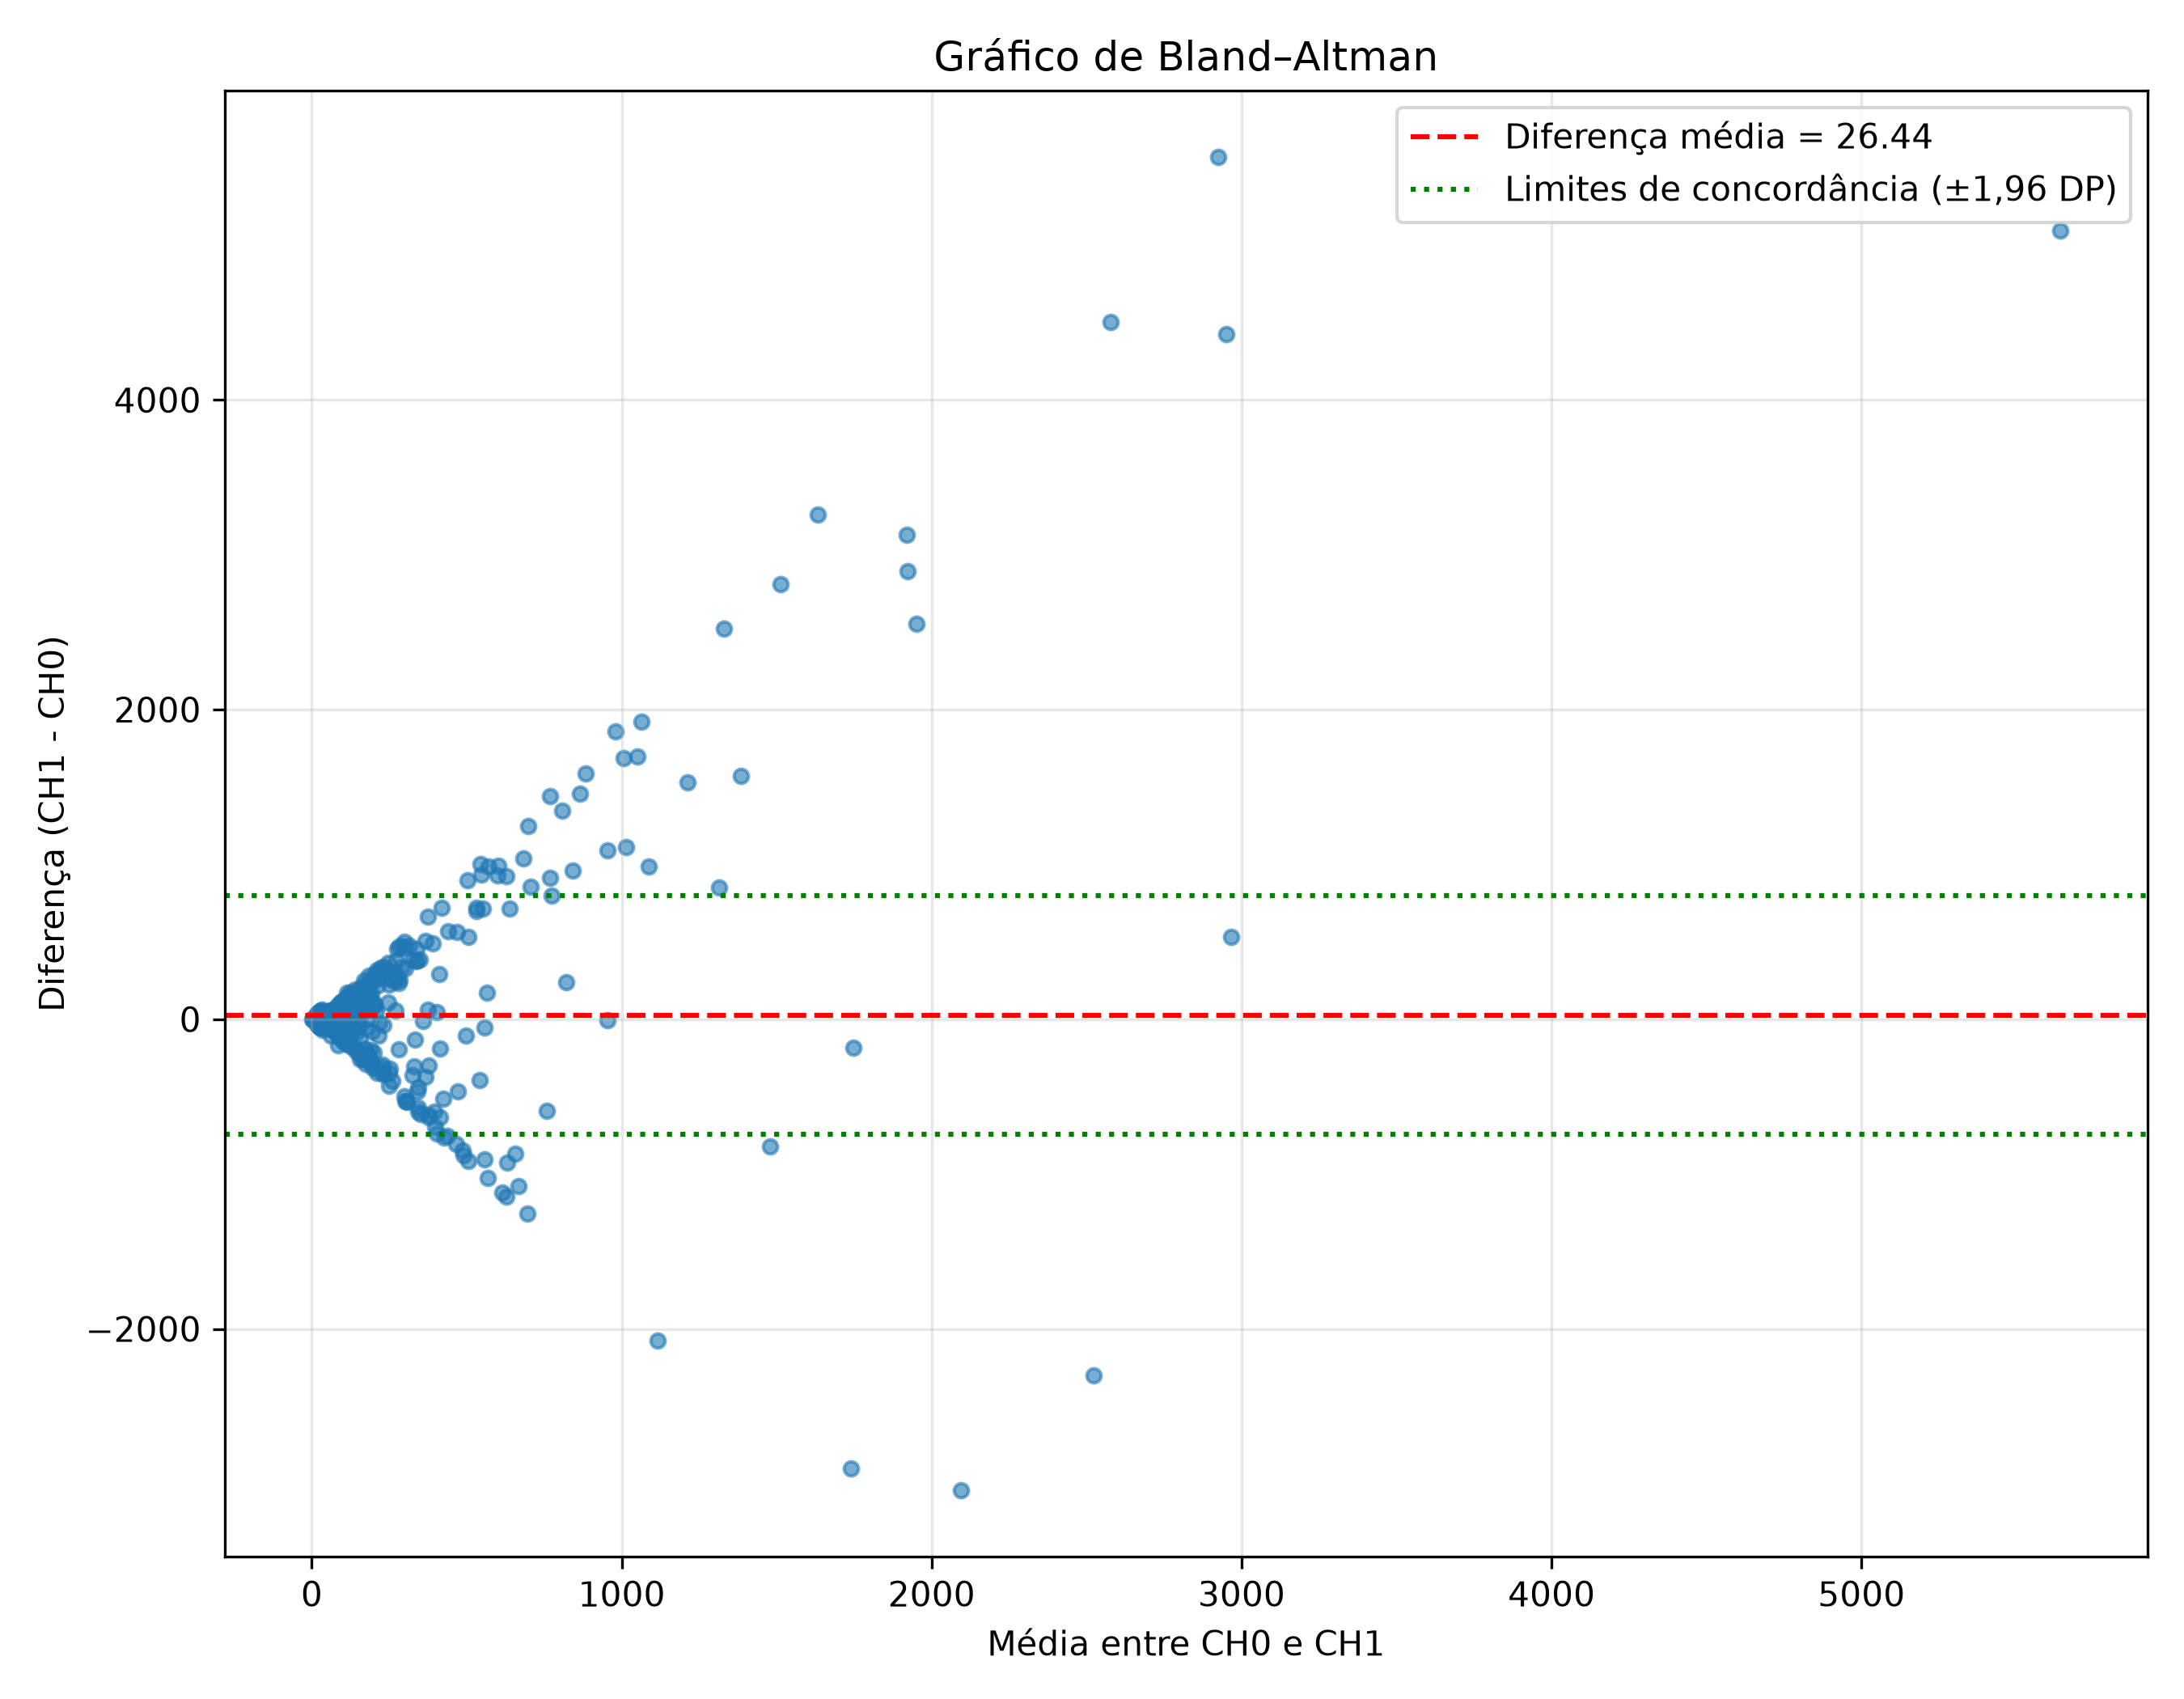 Gráfico de Bland–Altman
Diferença média = 26.44
Limites de concordância (±1,96 DP)
Diferença (CH1 - CH0)
4000
2000
0
−2000
0 1000 2000 3000 4000 5000
Média entre CH0 e CH1